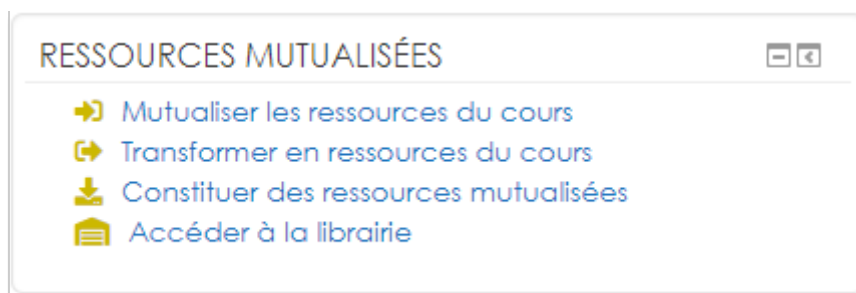 RESSOURCES MUTUALISÉES
Mutualiser les ressources du cours
Transformer en ressources du cours
Constituer des ressources mutualisées
Accéder à la librairie